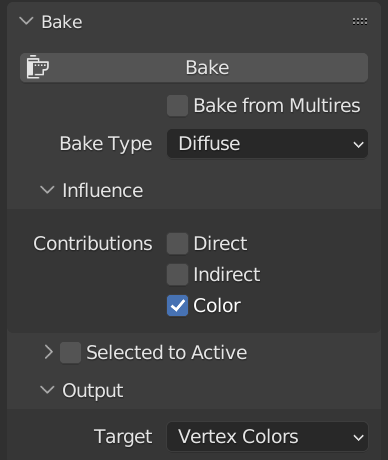 Bake
Bake
Bake from Multires
Bake Type Diffuse
Influence
Contributions Direct
Indirect
Color
Selected to Active
Output
Target Vertex Colors